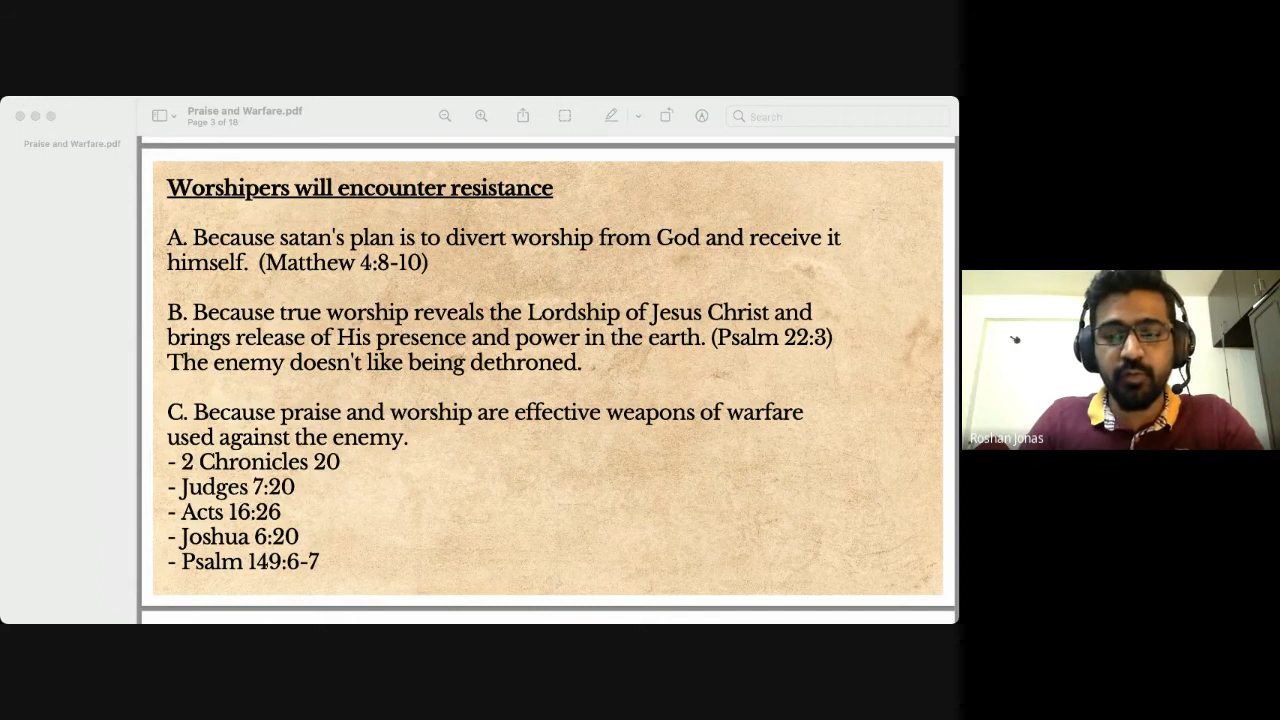 Praise and Warfare.pdf
Page 3 of 18
Search
Praise and Warfare.pdf
Worshipers will encounter resistance
A. Because satan's plan is to divert worship from God and receive it
himself. (Matthew 4:8-10)
B. Because true worship reveals the Lordship of Jesus Christ and
brings release of His presence and power in the earth. (Psalm 22:3)
The enemy doesn't like being dethroned.
C. Because praise and worship are effective weapons of warfare
used against the enemy.
- 2 Chronicles 20
- Judges 7:20
- Acts 16:26
- Joshua 6:20
- Psalm 149:6-7
Roshan Jonas